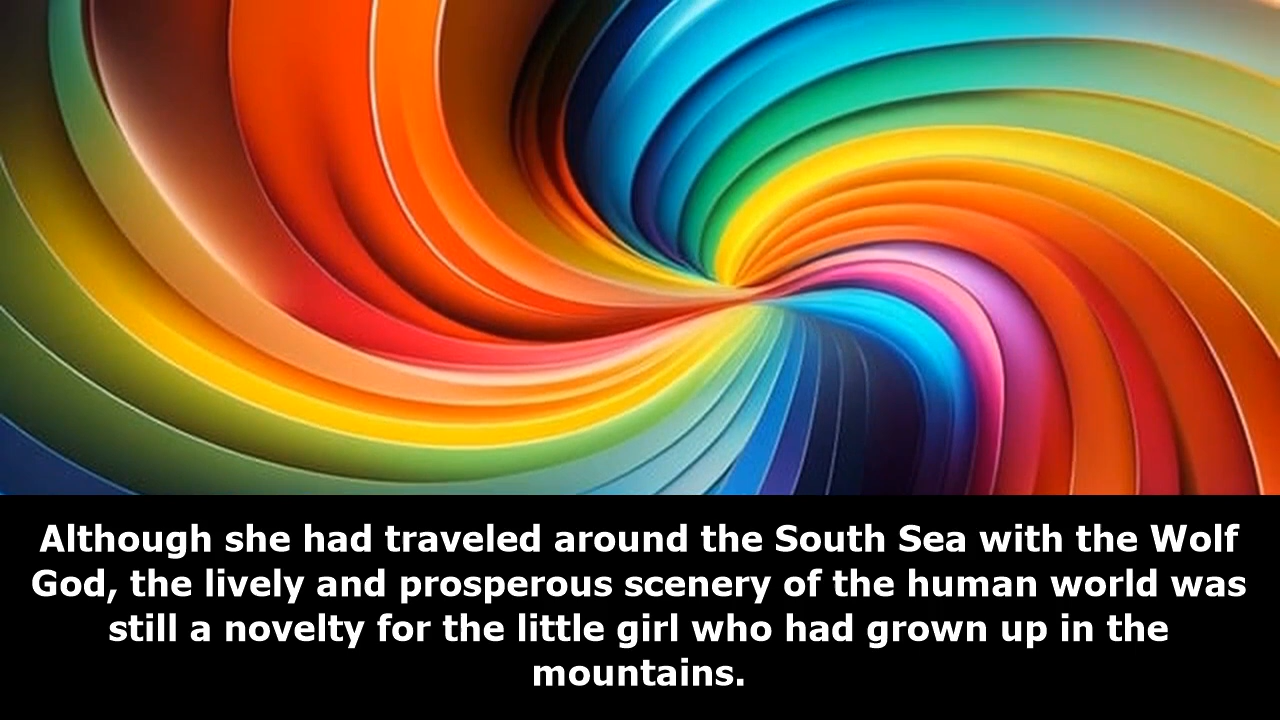 Although she had traveled around the South Sea with the Wolf
God, the lively and prosperous scenery of the human world was
still a novelty for the little girl who had grown up in the
mountains.